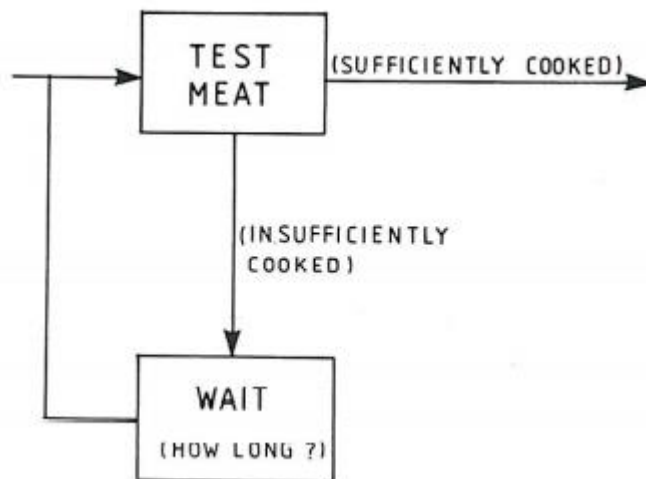 TEST
MEAT
(SUFFICIENTLY COOKED)
(INSUFFICIENTLY
COOKED)
WAIT
(HOW LONG ?)